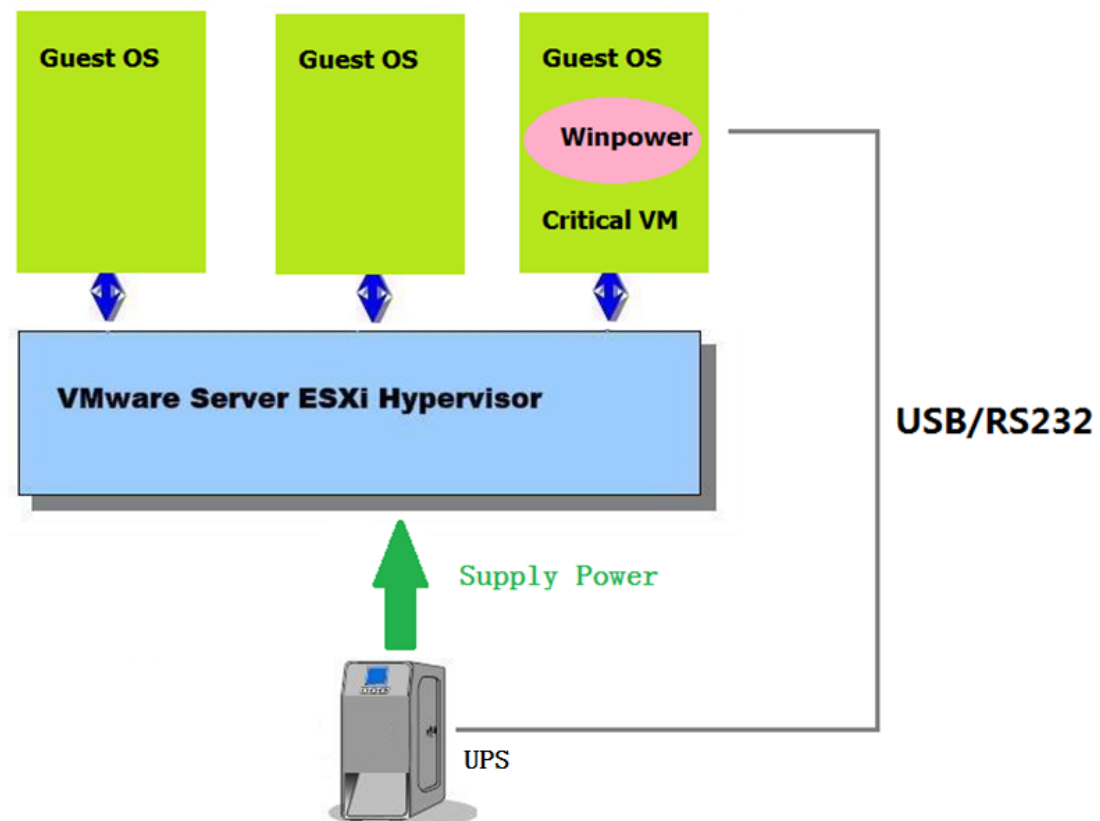 Guest OS
Guest OS
Guest OS
Winpower
Critical VM
VMware Server ESXi Hypervisor
USB/RS232
Supply Power
UPS